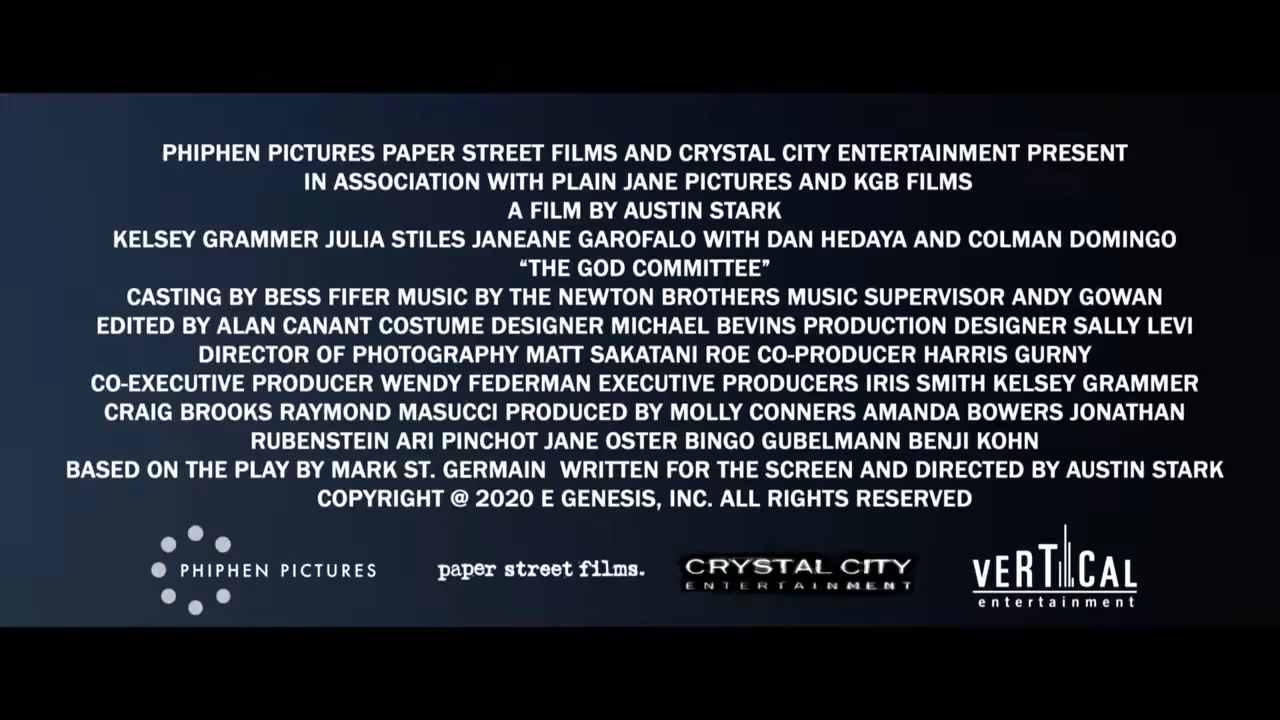 PHIPHEN PICTURES PAPER STREET FILMS AND CRYSTAL CITY ENTERTAINMENT PRESENT
IN ASSOCIATION WITH PLAIN JANE PICTURES AND KGB FILMS
A FILM BY AUSTIN STARK
KELSEY GRAMMER JULIA STILES JANEANE GAROFALO WITH DAN HEDAYA AND COLMAN DOMINGO
“THE GOD COMMITTEE”
CASTING BY BESS FIFER MUSIC BY THE NEWTON BROTHERS MUSIC SUPERVISOR ANDY GOWAN
EDITED BY ALAN CANANT COSTUME DESIGNER MICHAEL BEVINS PRODUCTION DESIGNER SALLY LEVI
DIRECTOR OF PHOTOGRAPHY MATT SAKATANI ROE CO-PRODUCER HARRIS GURNY
CO-EXECUTIVE PRODUCER WENDY FEDERMAN EXECUTIVE PRODUCERS IRIS SMITH KELSEY GRAMMER
CRAIG BROOKS RAYMOND MASUCCI PRODUCED BY MOLLY CONNERS AMANDA BOWERS JONATHAN
RUBENSTEIN ARI PINCHOT JANE OSTER BINGO GUBELMANN BENJI KOHN
BASED ON THE PLAY BY MARK ST. GERMAIN  WRITTEN FOR THE SCREEN AND DIRECTED BY AUSTIN STARK
COPYRIGHT @ 2020 E GENESIS, INC. ALL RIGHTS RESERVED
PHIPHEN PICTURES
paper street films.
CRYSTAL CITY
ENTERTAINMENT
VERTICAL
entertainment